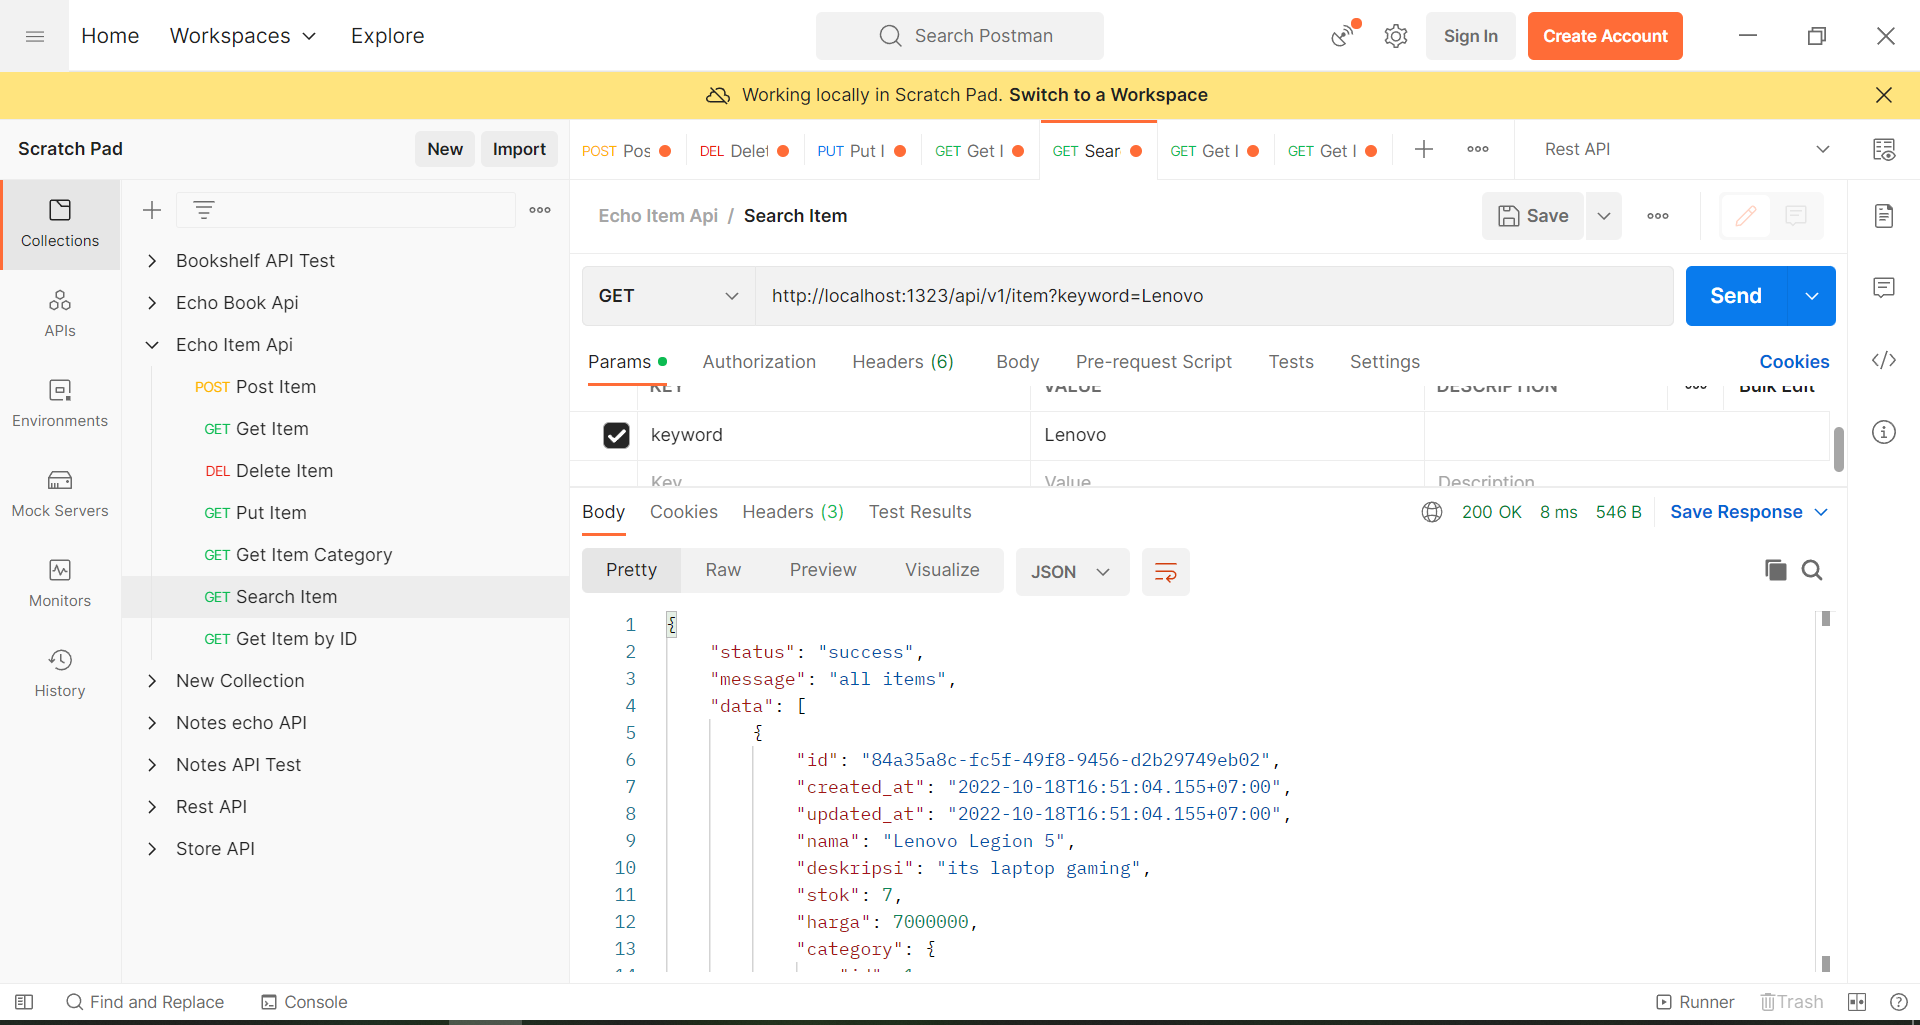 Home Workspaces Explore Search Postman Sign In Create Account
Working locally in Scratch Pad. Switch to a Workspace
Scratch Pad New Import
POST Pos DEL Delet PUT Put I GET Get I GET Sear GET Get I GET Get I Rest API
Collections
APIs
Environments
Mock Servers
Monitors
History
Bookshelf API Test
Echo Book Api
Echo Item Api
POST Post Item
GET Get Item
DEL Delete Item
GET Put Item
GET Get Item Category
GET Search Item
GET Get Item by ID
New Collection
Notes echo API
Notes API Test
Rest API
Store API
Echo Item Api / Search Item Save
GET http://localhost:1323/api/v1/item?keyword=Lenovo Send
Params Authorization Headers (6) Body Pre-request Script Tests Settings Cookies
KEY VALUE DESCRIPTION Bulk Edit
keyword Lenovo
Key Value Description
Body Cookies Headers (3) Test Results 200 OK 8 ms 546 B Save Response
Pretty Raw Preview Visualize JSON
1 {
2 "status": "success",
3 "message": "all items",
4 "data": [
5 {
6 "id": "84a35a8c-fc5f-49f8-9456-d2b29749eb02",
7 "created_at": "2022-10-18T16:51:04.155+07:00",
8 "updated_at": "2022-10-18T16:51:04.155+07:00",
9 "nama": "Lenovo Legion 5",
10 "deskripsi": "its laptop gaming",
11 "stok": 7,
12 "harga": 7000000,
13 "category": {
Find and Replace Console Runner Trash